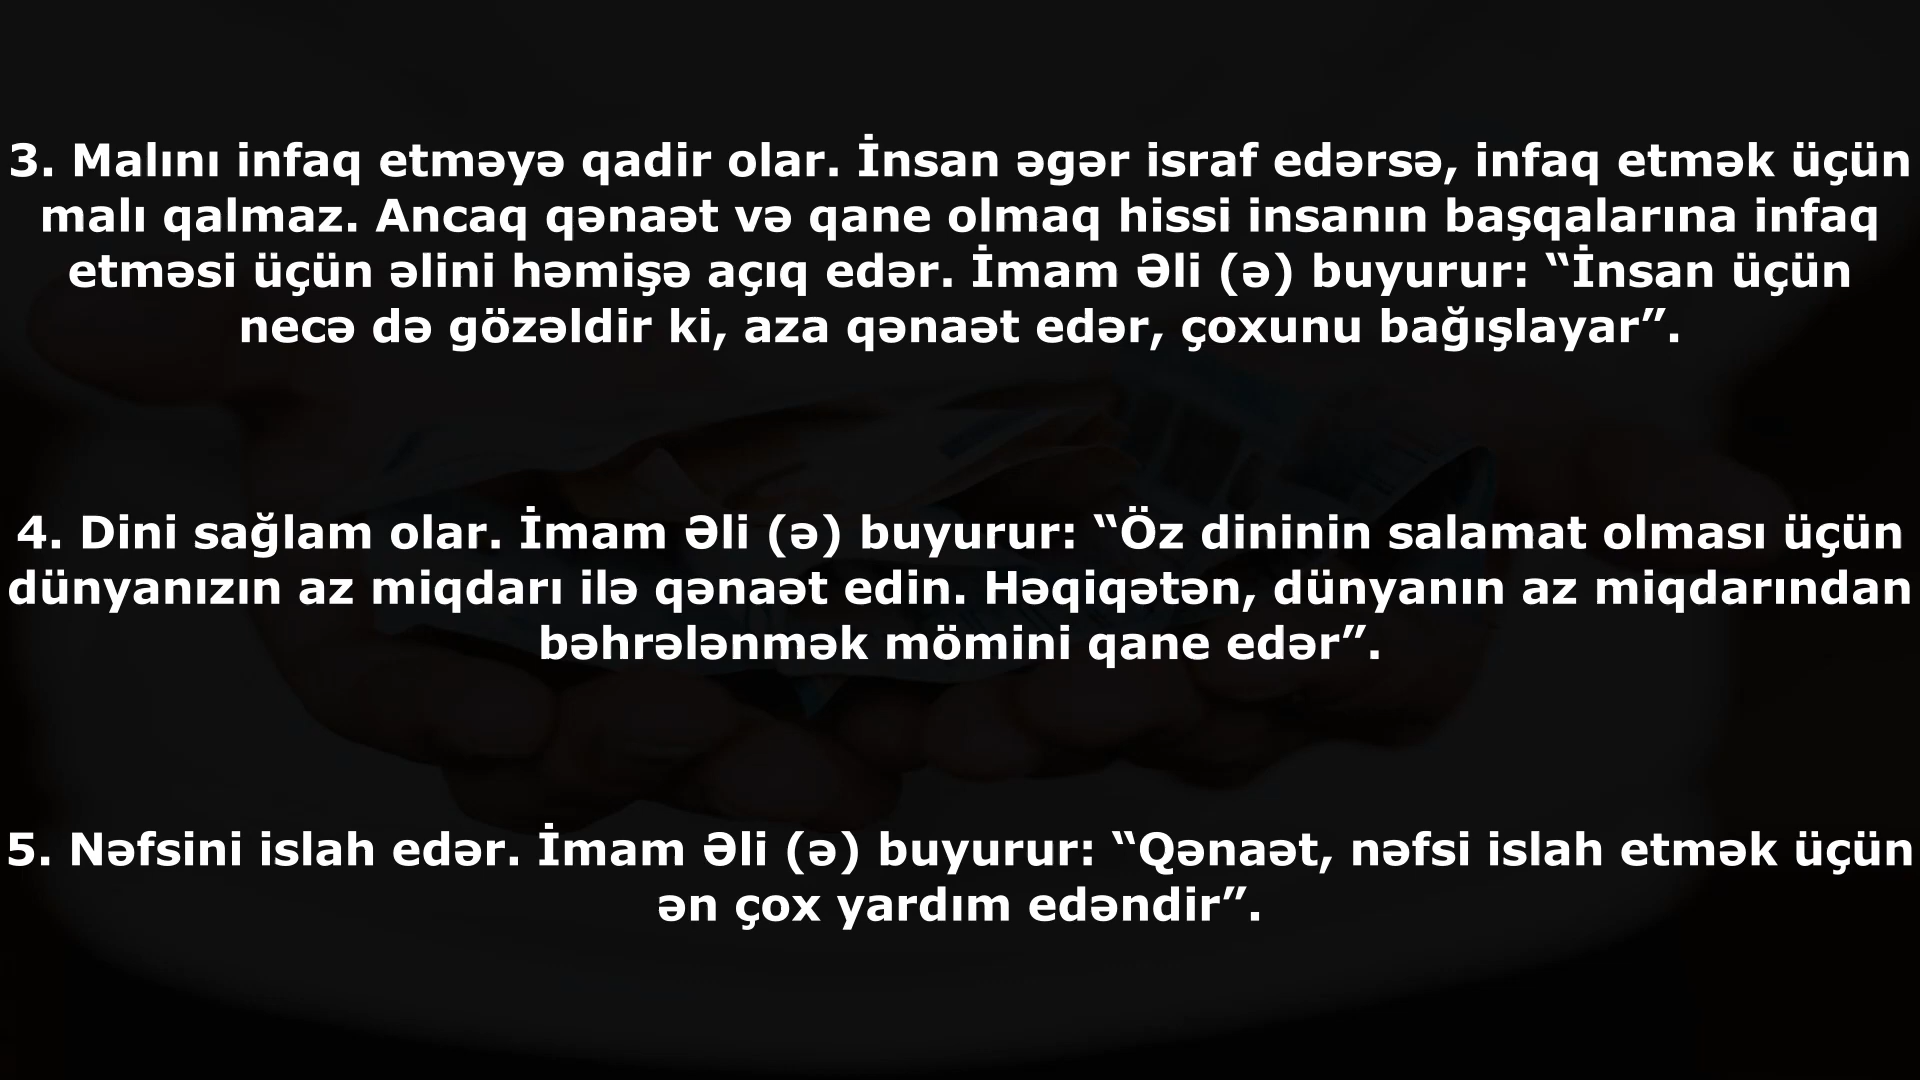 3. Malını infaq etməyə qadir olar. İnsan əgər israf edərsə, infaq etmək üçün
malı qalmaz. Ancaq qənaət və qane olmaq hissi insanın başqalarına infaq
etməsi üçün əlini həmişə açıq edər. İmam Əli (ə) buyurur: “İnsan üçün
necə də gözəldir ki, aza qənaət edər, çoxunu bağışlayar”.
4. Dini sağlam olar. İmam Əli (ə) buyurur: “Öz dininin salamat olması üçün
dünyanızın az miqdarı ilə qənaət edin. Həqiqətən, dünyanın az miqdarından
bəhrələnmək mömini qane edər”.
5. Nəfsini islah edər. İmam Əli (ə) buyurur: “Qənaət, nəfsi islah etmək üçün
ən çox yardım edəndir”.